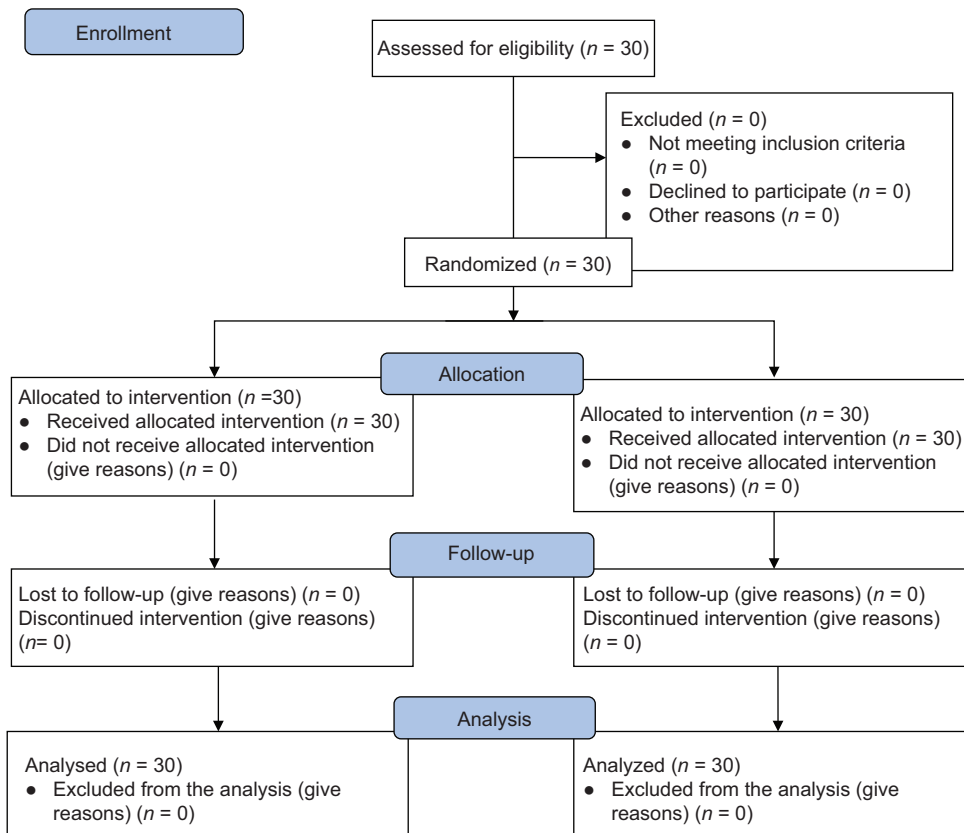 Enrollment
Assessed for eligibility (n = 30)
Excluded (n = 0)
● Not meeting inclusion criteria
(n = 0)
● Declined to participate (n = 0)
● Other reasons (n = 0)
Randomized (n = 30)
Allocation
Allocated to intervention (n =30)
● Received allocated intervention (n = 30)
● Did not receive allocated intervention
(give reasons) (n = 0)
Allocated to intervention (n = 30)
● Received allocated intervention (n = 30)
● Did not receive allocated intervention
(give reasons) (n = 0)
Follow-up
Lost to follow-up (give reasons) (n = 0)
Discontinued intervention (give reasons)
(n= 0)
Lost to follow-up (give reasons) (n = 0)
Discontinued intervention (give reasons)
(n = 0)
Analysis
Analysed (n = 30)
● Excluded from the analysis (give
reasons) (n = 0)
Analyzed (n = 30)
● Excluded from the analysis (give
reasons) (n = 0)